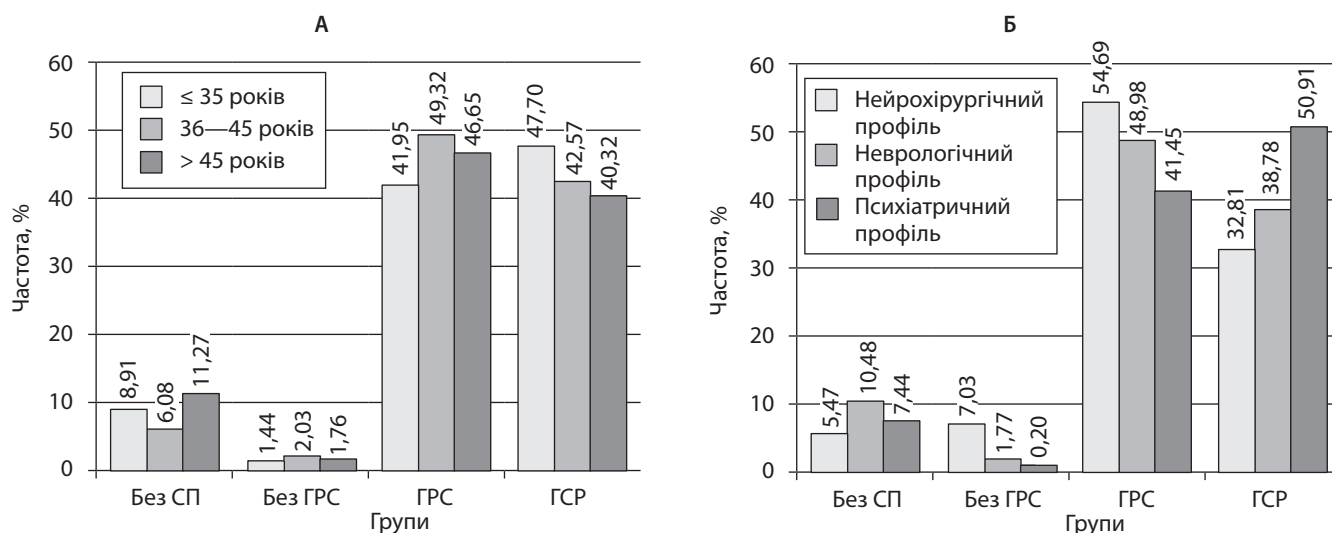 А
Частота, %
60
50
40
30
20
10
0
≤ 35 років
36—45 років
> 45 років
8,91
6,08
11,27
1,44
2,03
1,76
41,95
49,32
46,65
47,70
42,57
40,32
Без СП
Без ГРС
ГРС
ГСР
Групи
Б
Частота, %
60
50
40
30
20
10
0
Нейрохірургічний
профіль
Неврологічний
профіль
Психіатричний
профіль
5,47
10,48
7,44
7,03
1,77
0,20
54,69
48,98
41,45
32,81
38,78
50,91
Без СП
Без ГРС
ГРС
ГСР
Групи